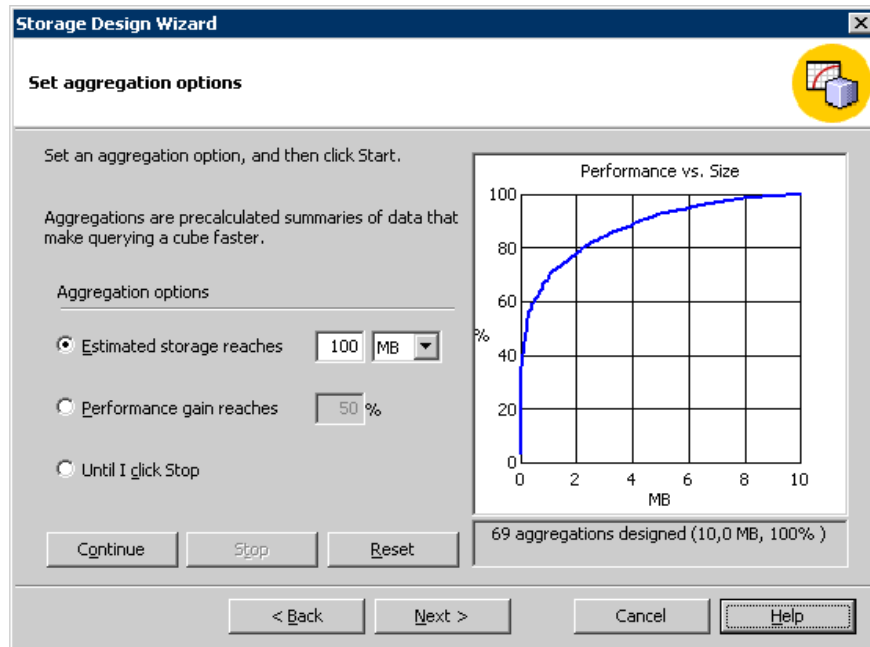 Storage Design Wizard
Set aggregation options
Set an aggregation option, and then click Start.
Aggregations are precalculated summaries of data that
make querying a cube faster.
Aggregation options
Estimated storage reaches 100 MB
Performance gain reaches 50 %
Until I click Stop
Continue Stop Reset
Performance vs. Size
100
80
60
%
40
20
0
0 2 4 6 8 10
MB
69 aggregations designed (10,0 MB, 100% )
< Back Next > Cancel Help